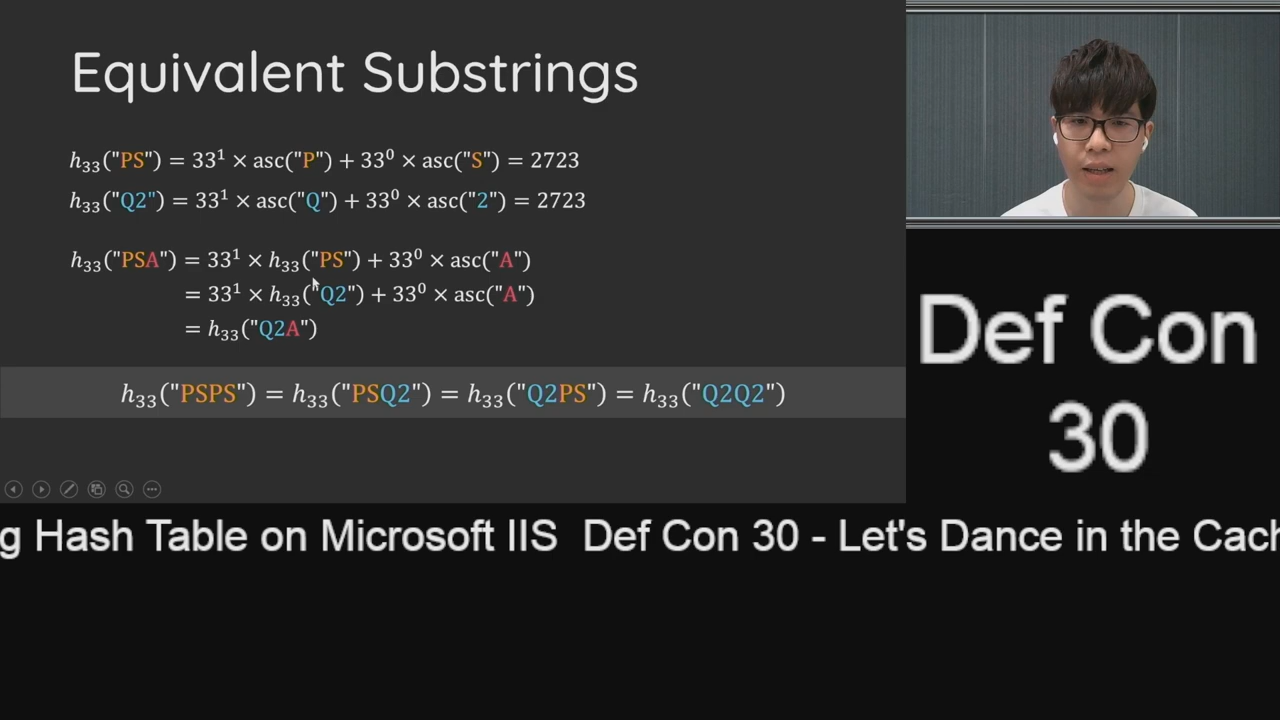 Equivalent Substrings
h₃₃("PS") = 33¹ × asc("P") + 33⁰ × asc("S") = 2723
h₃₃("Q2") = 33¹ × asc("Q") + 33⁰ × asc("2") = 2723
h₃₃("PSA") = 33¹ × h₃₃("PS") + 33⁰ × asc("A")
= 33¹ × h₃₃("Q2") + 33⁰ × asc("A")
= h₃₃("Q2A")
h₃₃("PSPS") = h₃₃("PSQ2") = h₃₃("Q2PS") = h₃₃("Q2Q2")
Def Con
30
g Hash Table on Microsoft IIS Def Con 30 - Let's Dance in the Cach